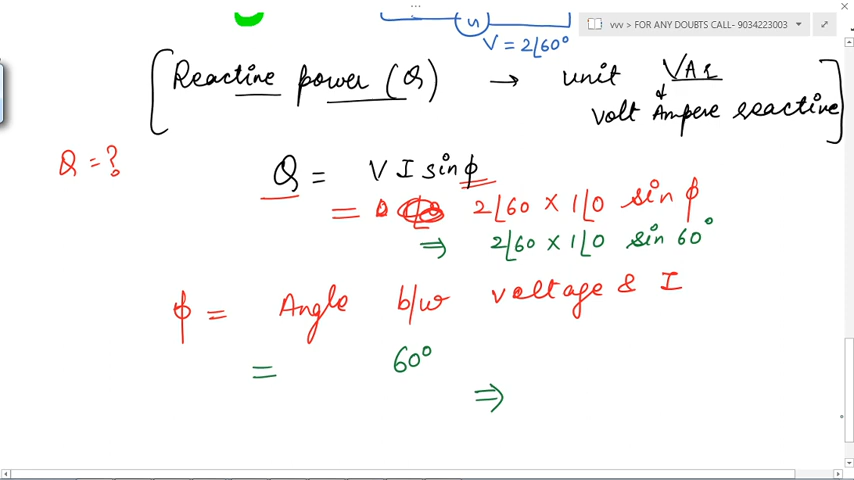 V = 2∠60°
vvv > FOR ANY DOUBTS CALL- 9034223003
[Reactive power (Q) → unit VAr]
↓
volt Ampere reactive
Q = ?
Q = V I sin ϕ
= 2∠60 × 1∠0 sin ϕ
⇒ 2∠60 × 1∠0 sin 60°
ϕ = Angle b/w voltage & I
= 60°
⇒